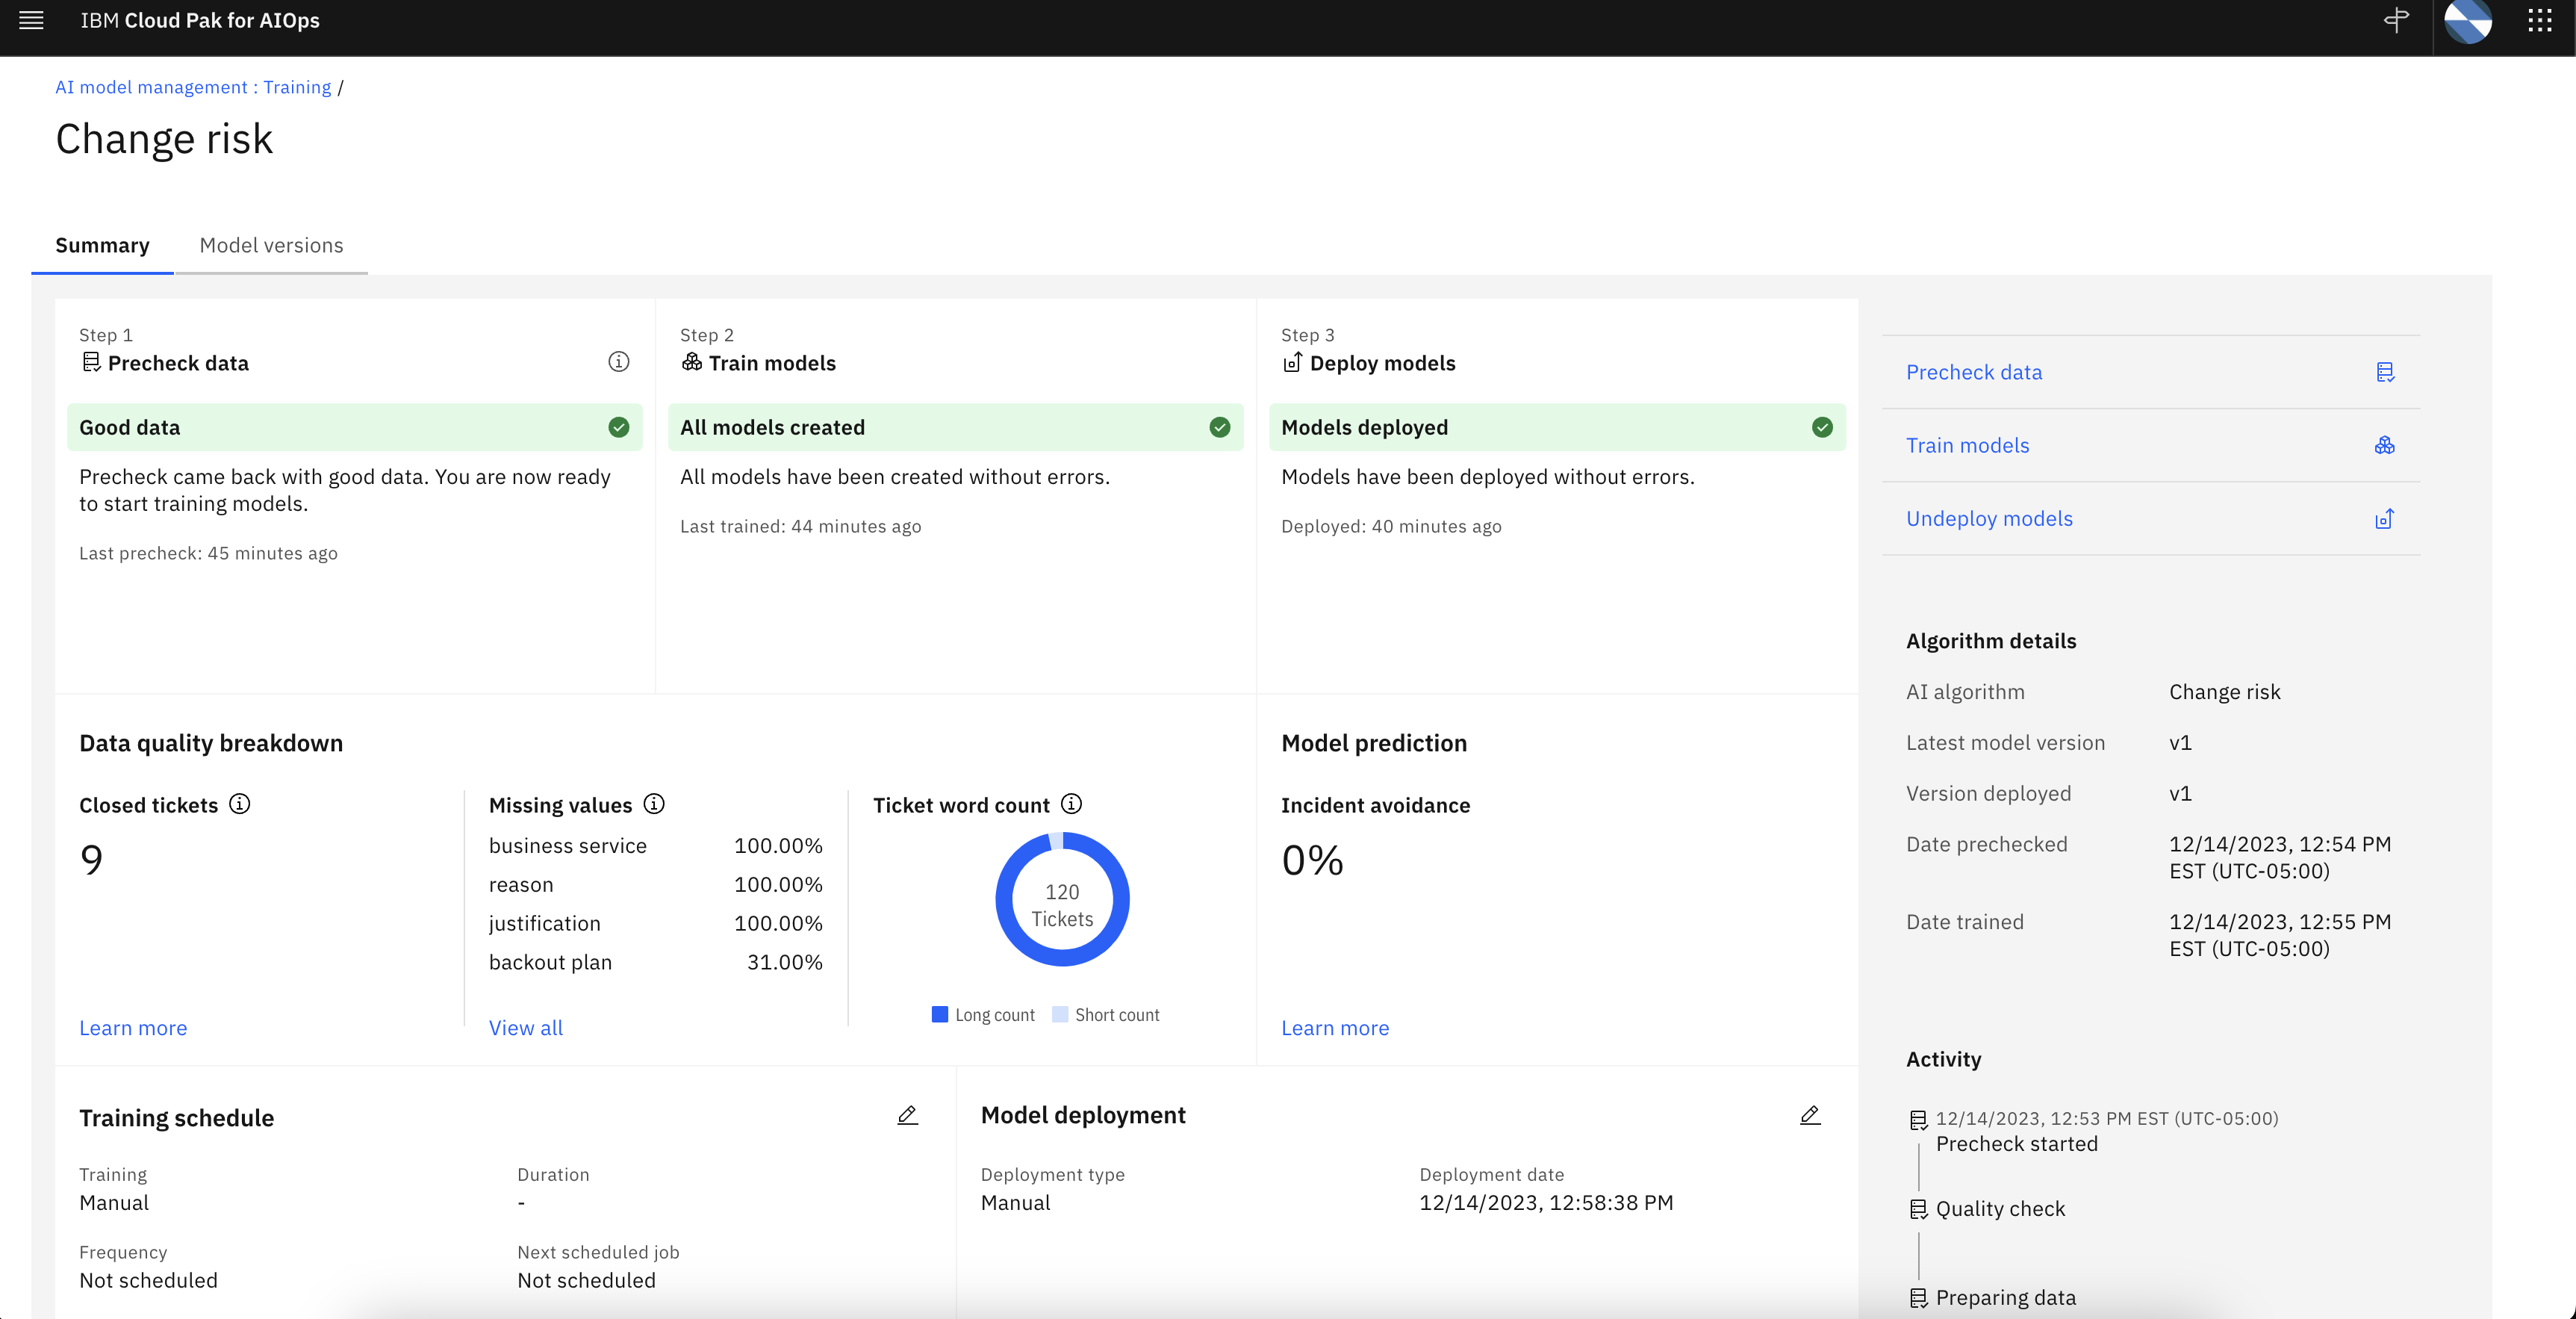 IBM Cloud Pak for AIOps
AI model management : Training /
Change risk
Summary
Model versions
Step 1
Precheck data
Good data
Precheck came back with good data. You are now ready
to start training models.
Last precheck: 45 minutes ago
Step 2
Train models
All models created
All models have been created without errors.
Last trained: 44 minutes ago
Step 3
Deploy models
Models deployed
Models have been deployed without errors.
Deployed: 40 minutes ago
Data quality breakdown
Closed tickets
9
Learn more
Missing values
business service 100.00%
reason 100.00%
justification 100.00%
backout plan 31.00%
View all
Ticket word count
120
Tickets
Long count Short count
Model prediction
Incident avoidance
0%
Learn more
Training schedule
Training
Manual
Duration
-
Frequency
Not scheduled
Next scheduled job
Not scheduled
Model deployment
Deployment type
Manual
Deployment date
12/14/2023, 12:58:38 PM
Precheck data
Train models
Undeploy models
Algorithm details
AI algorithm Change risk
Latest model version v1
Version deployed v1
Date prechecked 12/14/2023, 12:54 PM
EST (UTC-05:00)
Date trained 12/14/2023, 12:55 PM
EST (UTC-05:00)
Activity
12/14/2023, 12:53 PM EST (UTC-05:00)
Precheck started
Quality check
Preparing data